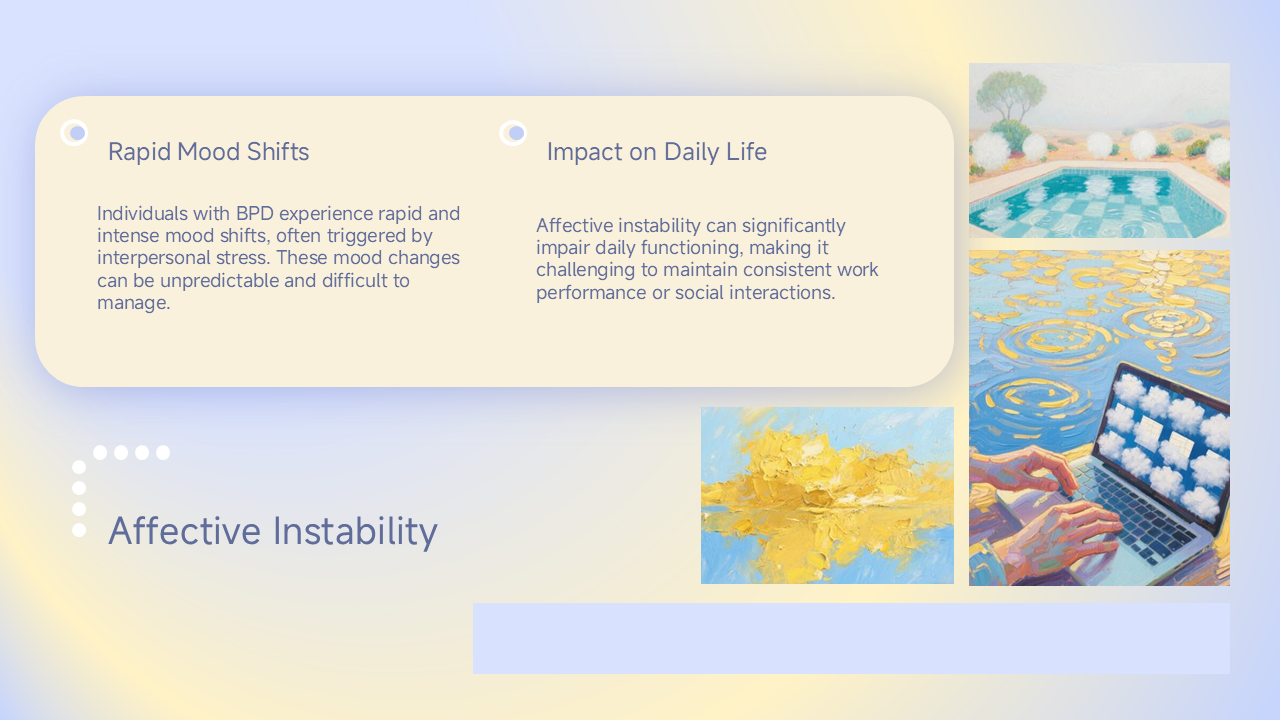 Rapid Mood Shifts
Individuals with BPD experience rapid and
intense mood shifts, often triggered by
interpersonal stress. These mood changes
can be unpredictable and difficult to
manage.
Impact on Daily Life
Affective instability can significantly
impair daily functioning, making it
challenging to maintain consistent work
performance or social interactions.
Affective Instability